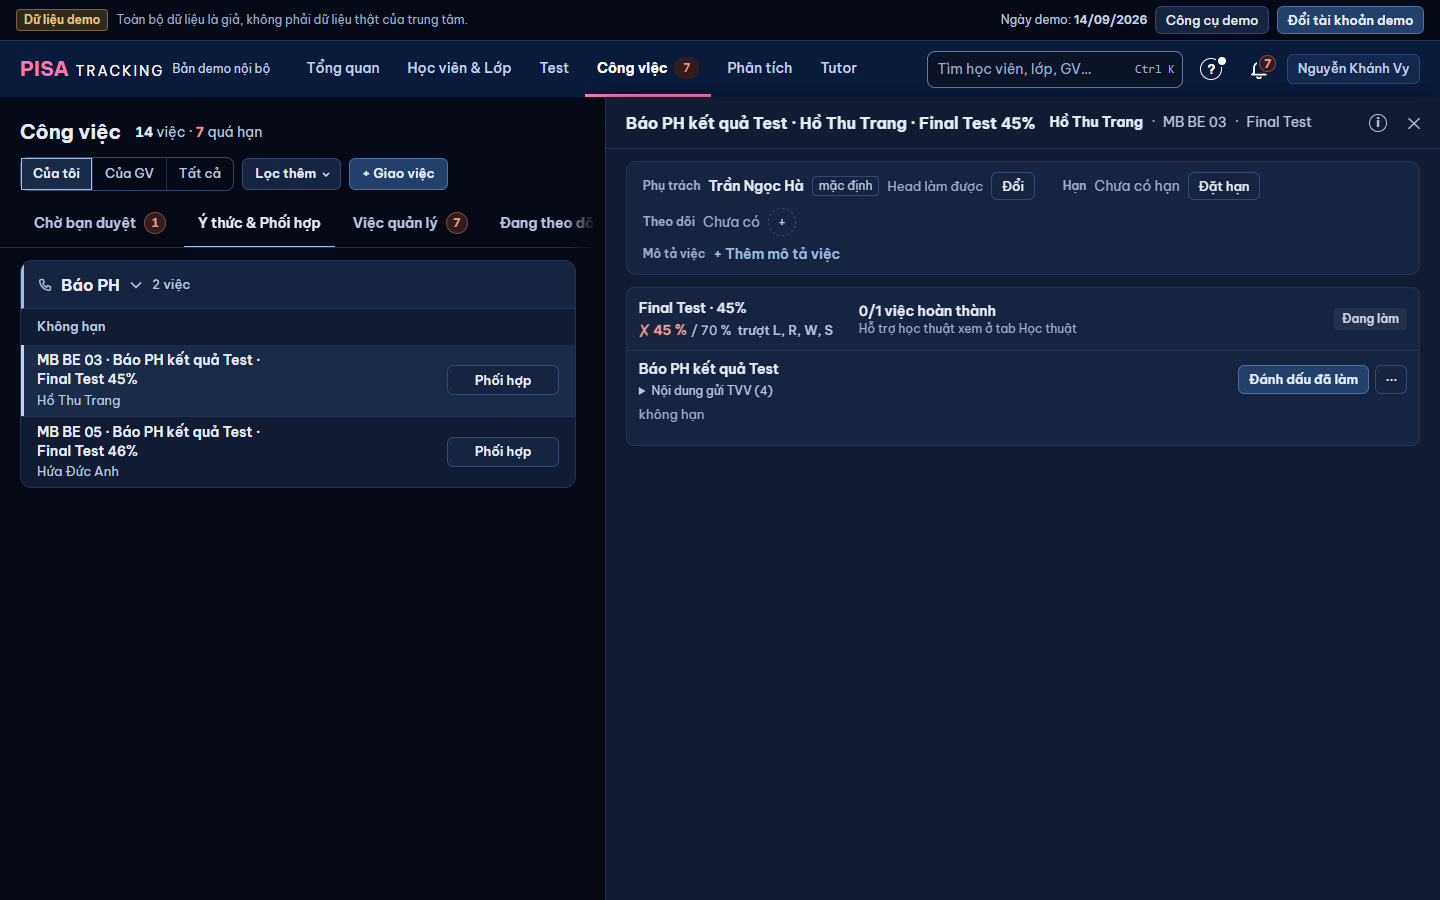 Dữ liệu demo Toàn bộ dữ liệu là giả, không phải dữ liệu thật của trung tâm. Ngày demo: 14/09/2026 Công cụ demo Đổi tài khoản demo
PISA TRACKING Bản demo nội bộ Tổng quan Học viên & Lớp Test Công việc 7 Phân tích Tutor Tìm học viên, lớp, GV... Ctrl K ? 7 Nguyễn Khánh Vy
Công việc 14 việc · 7 quá hạn
Của tôi Của GV Tất cả Lọc thêm + Giao việc
Chờ bạn duyệt 1 Ý thức & Phối hợp Việc quản lý 7 Đang theo dõ
Báo PH 2 việc
Không hạn
MB BE 03 · Báo PH kết quả Test ·
Final Test 45%
Hồ Thu Trang
Phối hợp
MB BE 05 · Báo PH kết quả Test ·
Final Test 46%
Hứa Đức Anh
Phối hợp
Báo PH kết quả Test · Hồ Thu Trang · Final Test 45% Hồ Thu Trang · MB BE 03 · Final Test
Phụ trách Trần Ngọc Hà mặc định Head làm được Đổi Hạn Chưa có hạn Đặt hạn
Theo dõi Chưa có +
Mô tả việc + Thêm mô tả việc
Final Test · 45%
✗ 45 % / 70 % trượt L, R, W, S
0/1 việc hoàn thành
Hỗ trợ học thuật xem ở tab Học thuật
Đang làm
Báo PH kết quả Test
▶ Nội dung gửi TVV (4)
không hạn
Đánh dấu đã làm ...